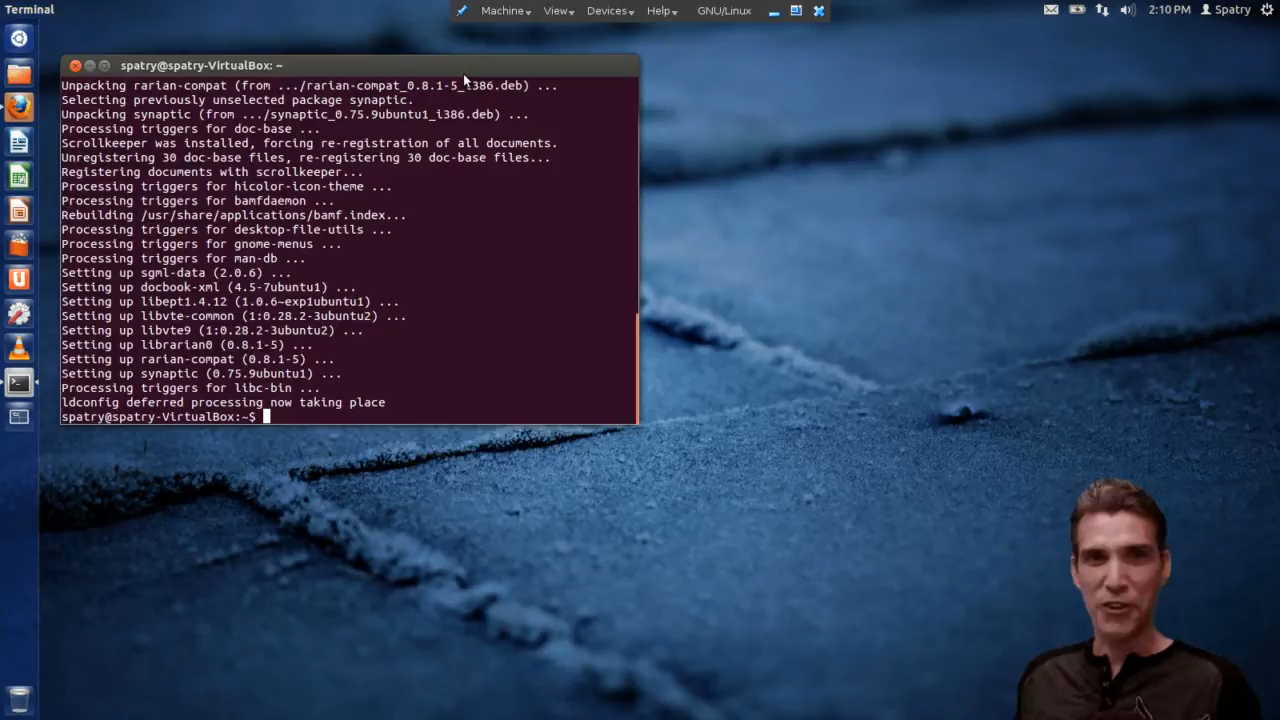 Terminal
Machine View Devices Help GNU/Linux
2:10 PM Spatry
spatry@spatry-VirtualBox: ~
Unpacking rarian-compat (from .../rarian-compat_0.8.1-5_i386.deb) ...
Selecting previously unselected package synaptic.
Unpacking synaptic (from .../synaptic_0.75.9ubuntu1_i386.deb) ...
Processing triggers for doc-base ...
Scrollkeeper was installed, forcing re-registration of all documents.
Unregistering 30 doc-base files, re-registering 30 doc-base files...
Registering documents with scrollkeeper...
Processing triggers for hicolor-icon-theme ...
Processing triggers for bamfdaemon ...
Rebuilding /usr/share/applications/bamf.index...
Processing triggers for desktop-file-utils ...
Processing triggers for gnome-menus ...
Processing triggers for man-db ...
Setting up sgml-data (2.0.6) ...
Setting up docbook-xml (4.5-7ubuntu1) ...
Setting up libept1.4.12 (1.0.6~exp1ubuntu1) ...
Setting up libvte-common (1:0.28.2-3ubuntu2) ...
Setting up libvte9 (1:0.28.2-3ubuntu2) ...
Setting up librarian0 (0.8.1-5) ...
Setting up rarian-compat (0.8.1-5) ...
Setting up synaptic (0.75.9ubuntu1) ...
Processing triggers for libc-bin ...
ldconfig deferred processing now taking place
spatry@spatry-VirtualBox:~$